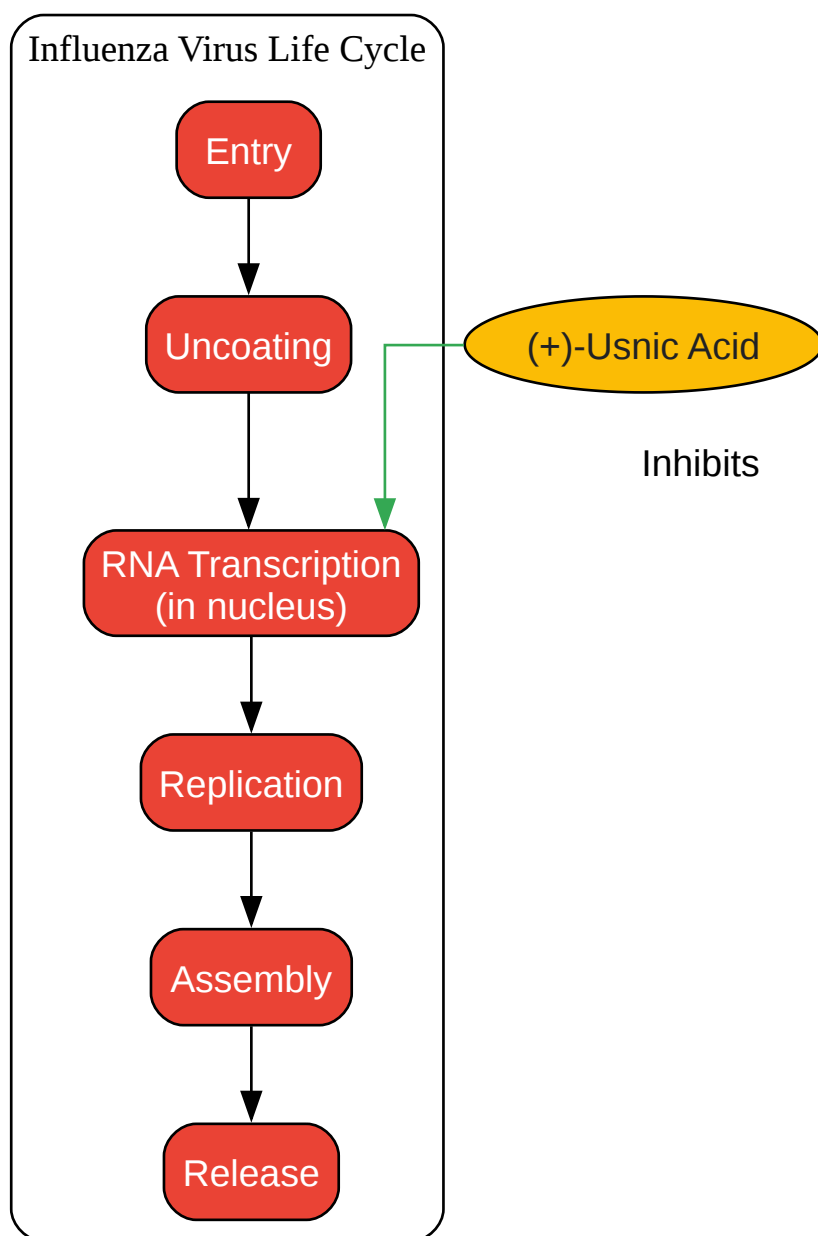 Influenza Virus Life Cycle
Entry
Uncoating
(+)-Usnic Acid
Inhibits
RNA Transcription
(in nucleus)
Replication
Assembly
Release